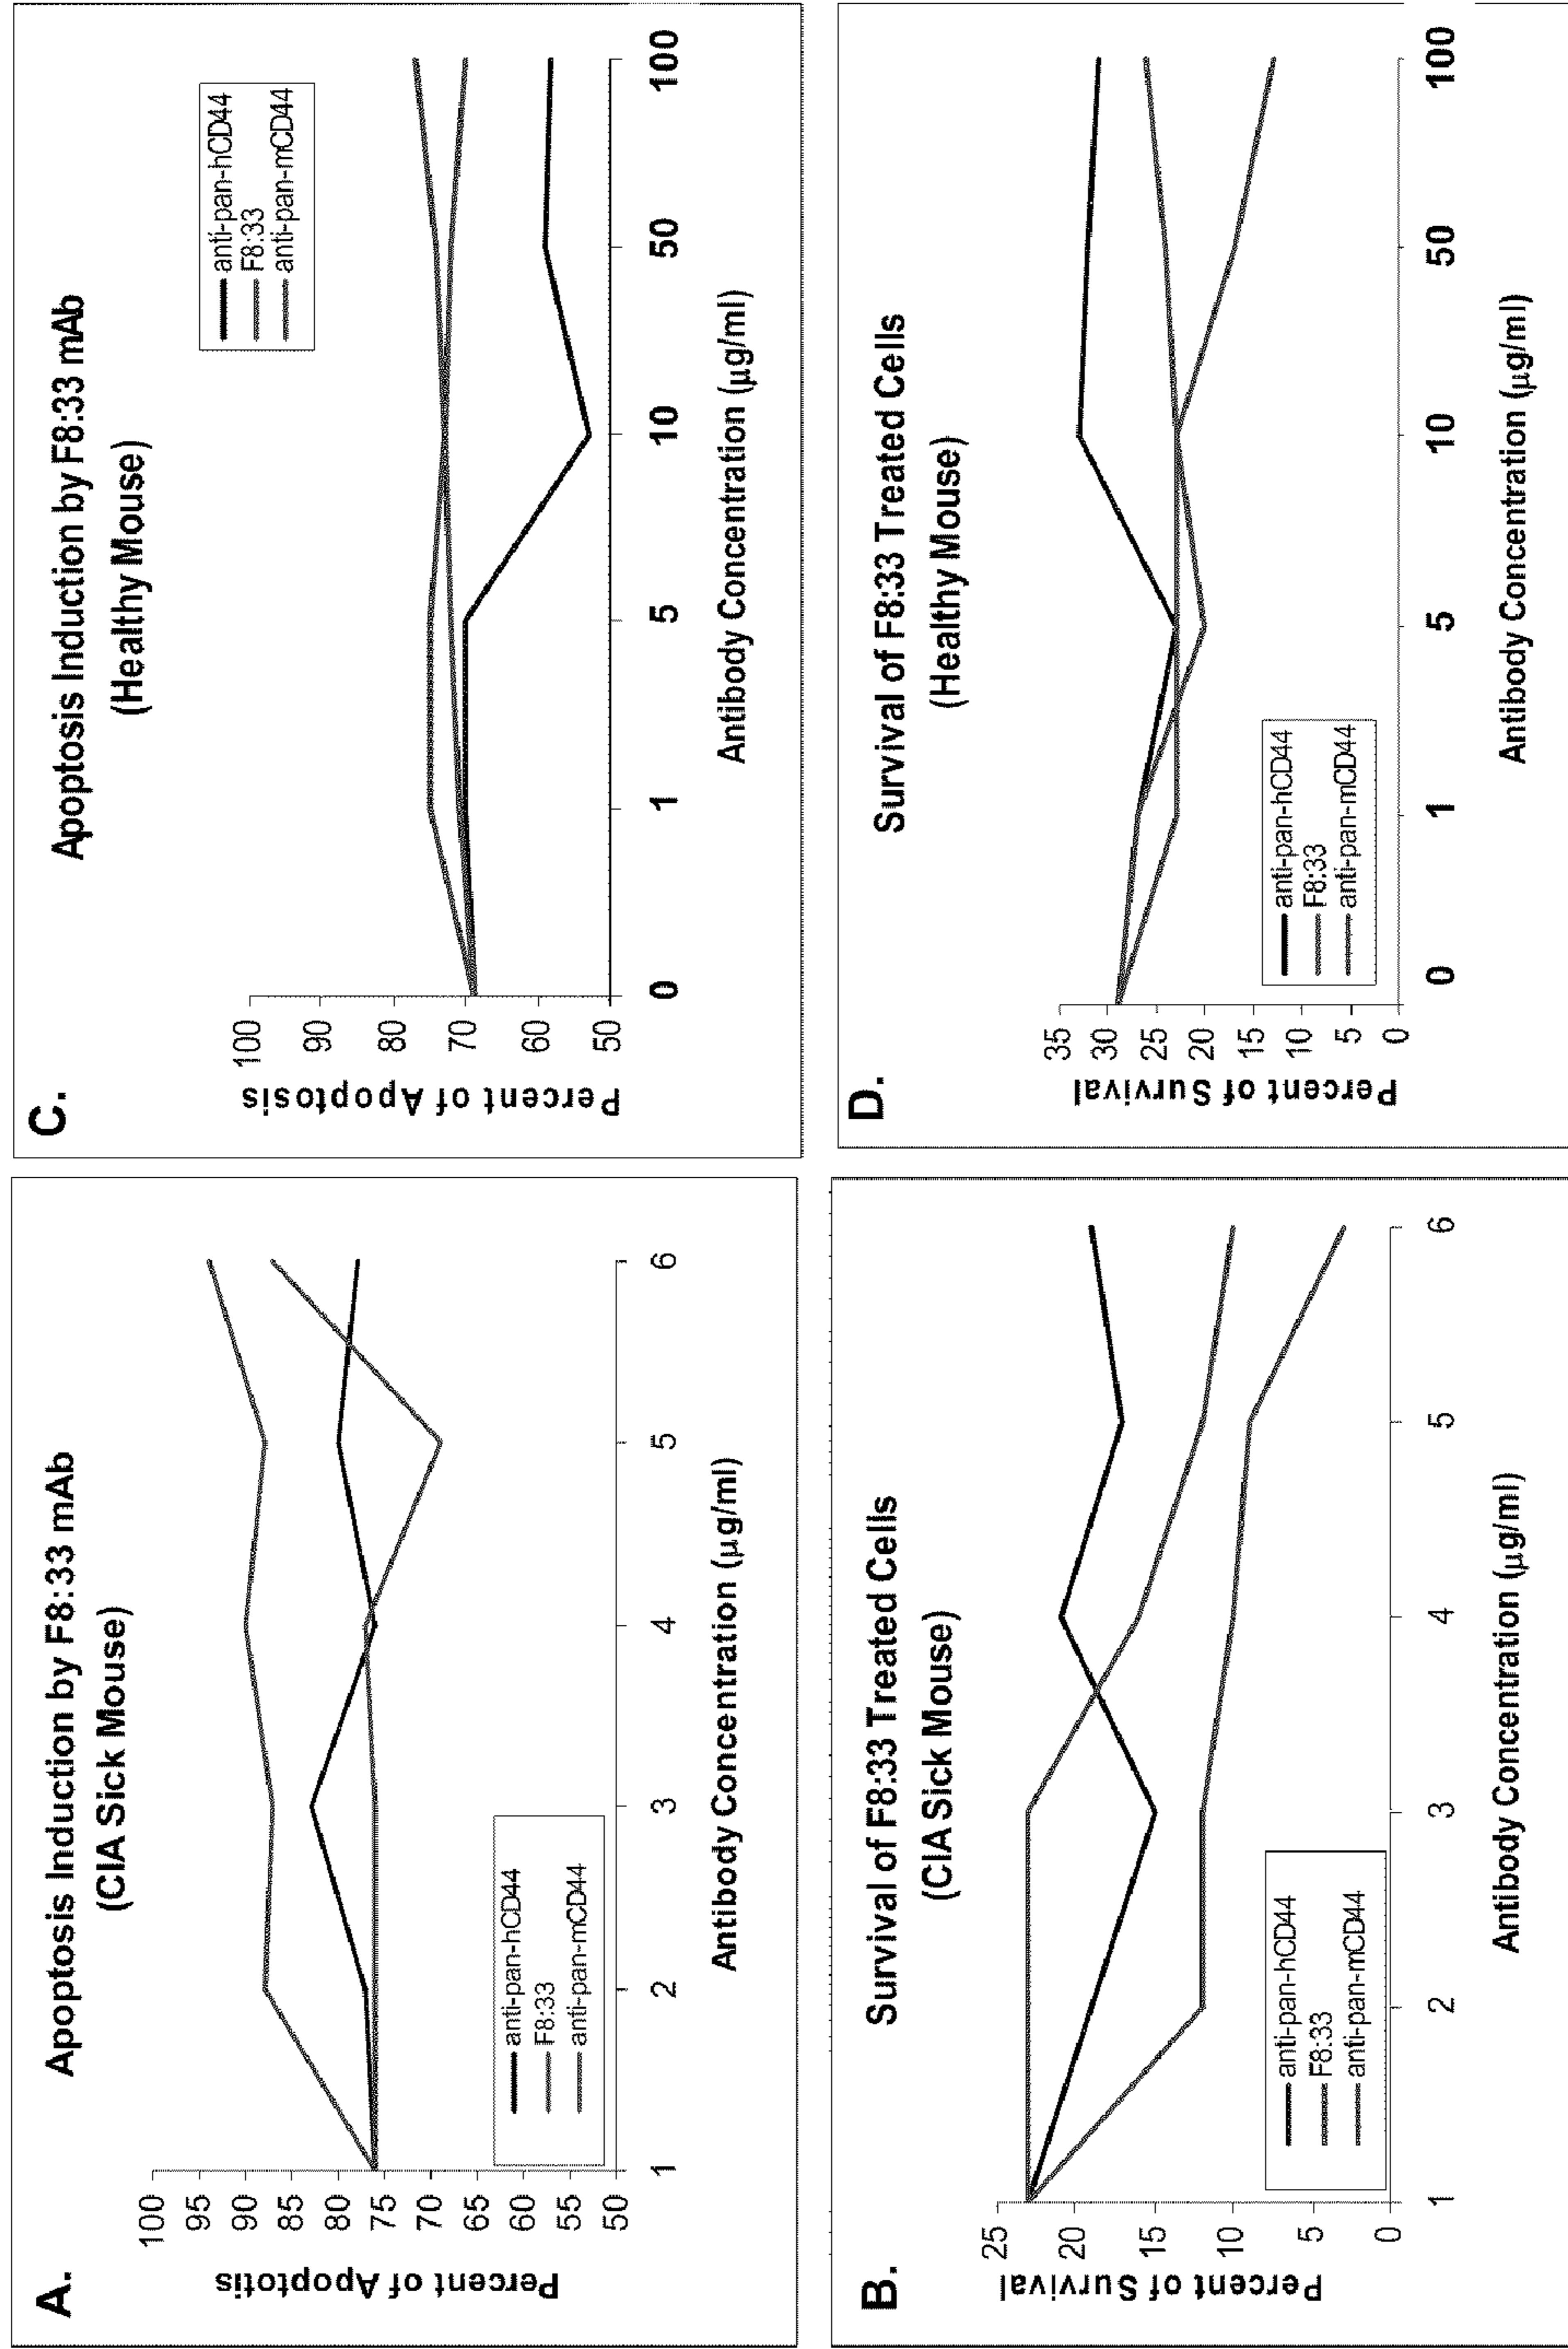 A.
Apoptosis Induction by F8:33 mAb
(CIA Sick Mouse)
Percent of Apoptotis
100
95
90
85
80
75
70
65
60
55
50
anti-pan-hCD44
F8:33
anti-pan-mCD44
1 2 3 4 5 6
Antibody Concentration (μg/ml)
B.
Survival of F8:33 Treated Cells
(CIA Sick Mouse)
Percent of Survival
25
20
15
10
5
0
anti-pan-hCD44
F8:33
anti-pan-mCD44
1 2 3 4 5 6
Antibody Concentration (μg/ml)
C.
Apoptosis Induction by F8:33 mAb
(Healthy Mouse)
Percent of Apoptosis
100
90
80
70
60
50
anti-pan-hCD44
F8:33
anti-pan-mCD44
0 1 5 10 50 100
Antibody Concentration (μg/ml)
D.
Survival of F8:33 Treated Cells
(Healthy Mouse)
Percent of Survival
35
30
25
20
15
10
5
0
anti-pan-hCD44
F8:33
anti-pan-mCD44
0 1 5 10 50 100
Antibody Concentration (μg/ml)